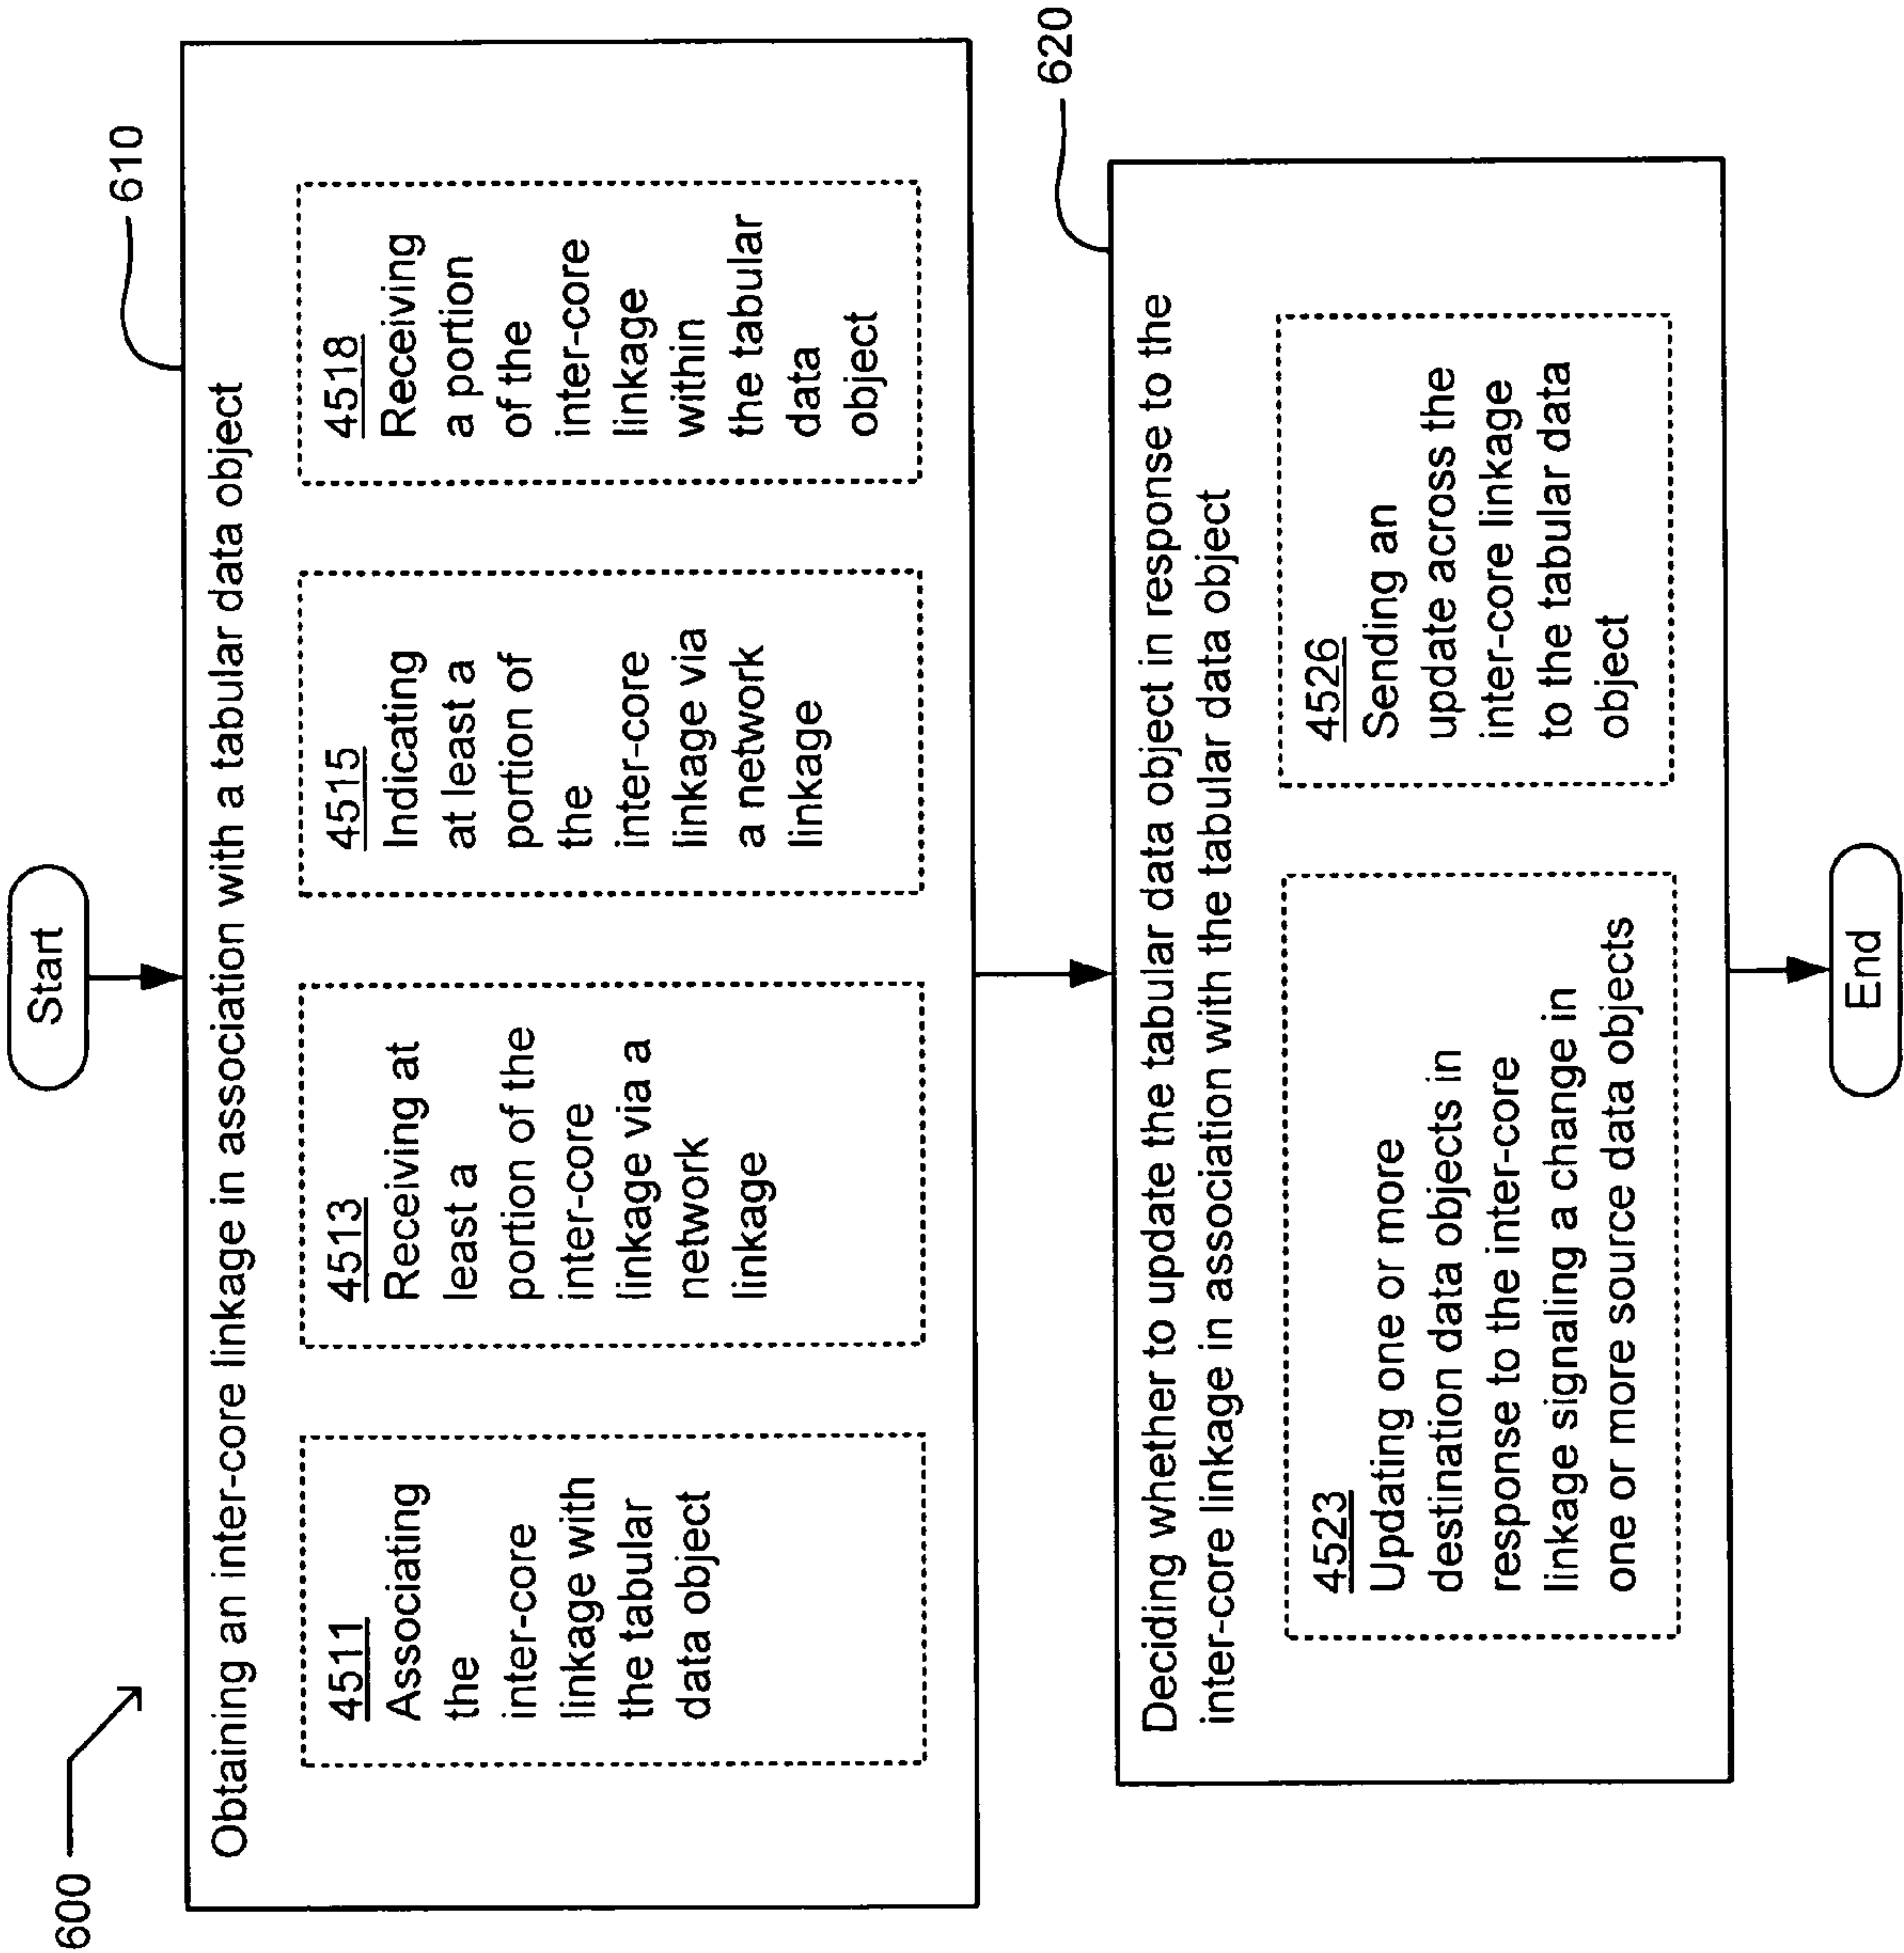 600
Start
610
Obtaining an inter-core linkage in association with a tabular data object
4511
Associating
the
inter-core
linkage with
the tabular
data object
4513
Receiving at
least a
portion of the
inter-core
linkage via a
network
linkage
4515
Indicating
at least a
portion of
the
inter-core
linkage via
a network
linkage
4518
Receiving
a portion
of the
inter-core
linkage
within
the tabular
data
object
620
Deciding whether to update the tabular data object in response to the
inter-core linkage in association with the tabular data object
4523
Updating one or more
destination data objects in
response to the inter-core
linkage signaling a change in
one or more source data objects
4526
Sending an
update across the
inter-core linkage
to the tabular data
object
End